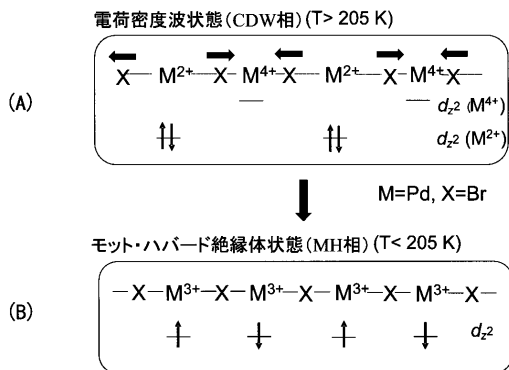 電荷密度波状態(CDW相)(T> 205 K)
(A)
X— M2+ —X— M4+—X— M2+ —X— M4+—X—
dz2 (M4+)
dz2 (M2+)
M=Pd, X=Br
モット・ハバード絶縁体状態(MH相)(T< 205 K)
(B)
—X—M3+—X—M3+—X—M3+—X—M3+—X—
dz2